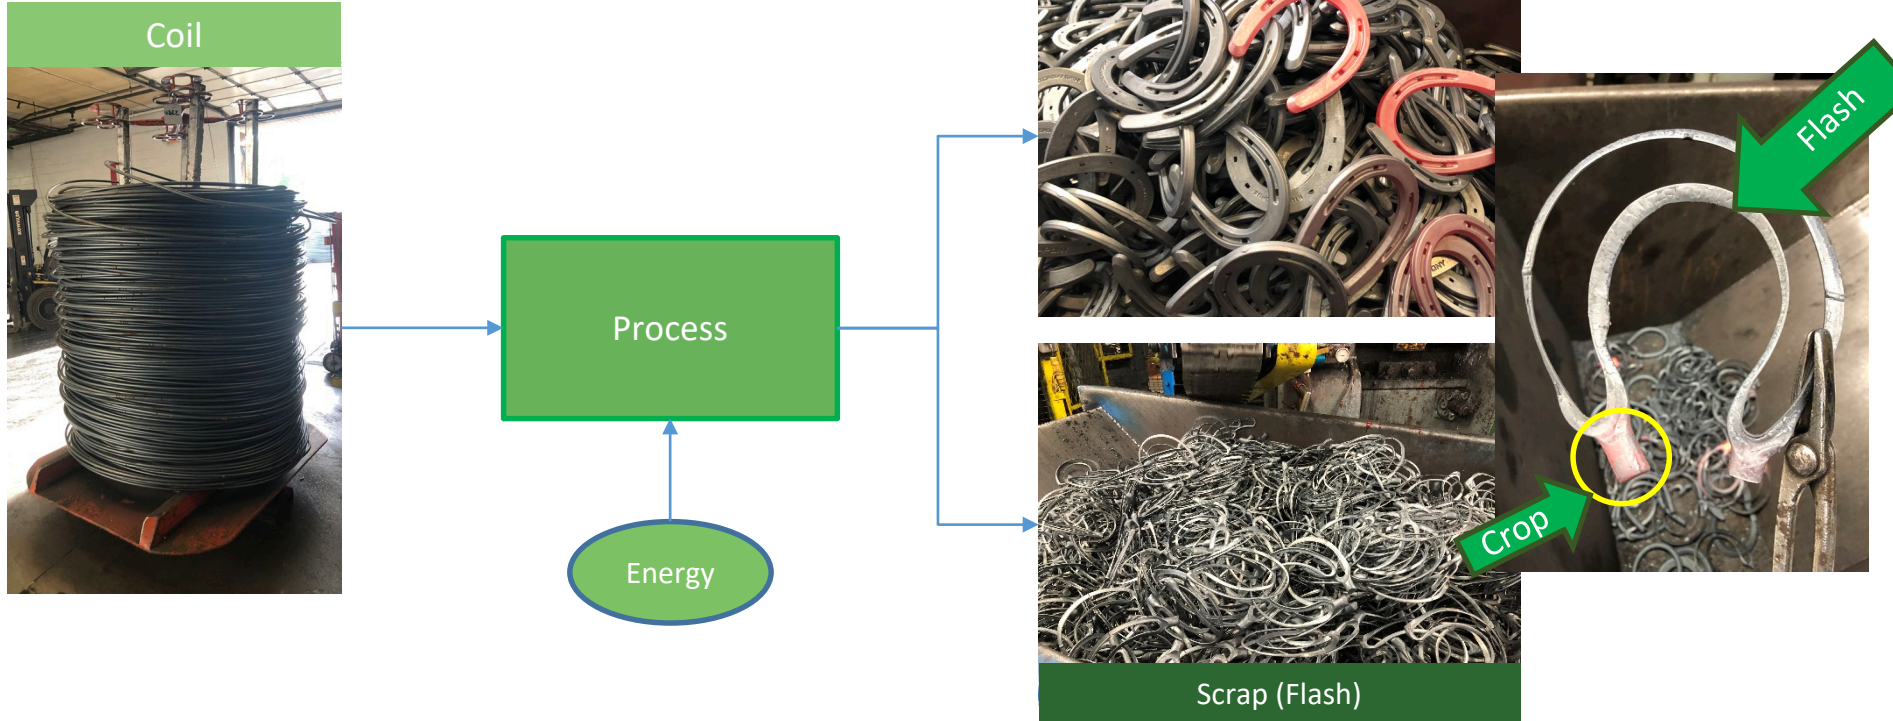 Coil
Process
Energy
Flash
Crop
Scrap (Flash)